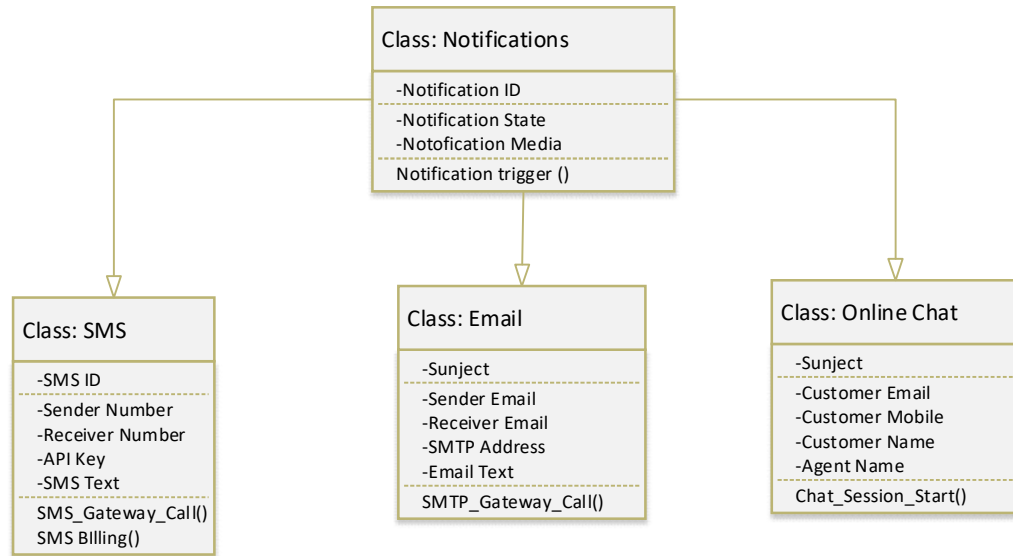 Class: Notifications
-Notification ID
-Notification State
-Notofication Media
Notification trigger ()
Class: SMS
-SMS ID
-Sender Number
-Receiver Number
-API Key
-SMS Text
SMS_Gateway_Call()
SMS BIlling()
Class: Email
-Sunject
-Sender Email
-Receiver Email
-SMTP Address
-Email Text
SMTP_Gateway_Call()
Class: Online Chat
-Sunject
-Customer Email
-Customer Mobile
-Customer Name
-Agent Name
Chat_Session_Start()